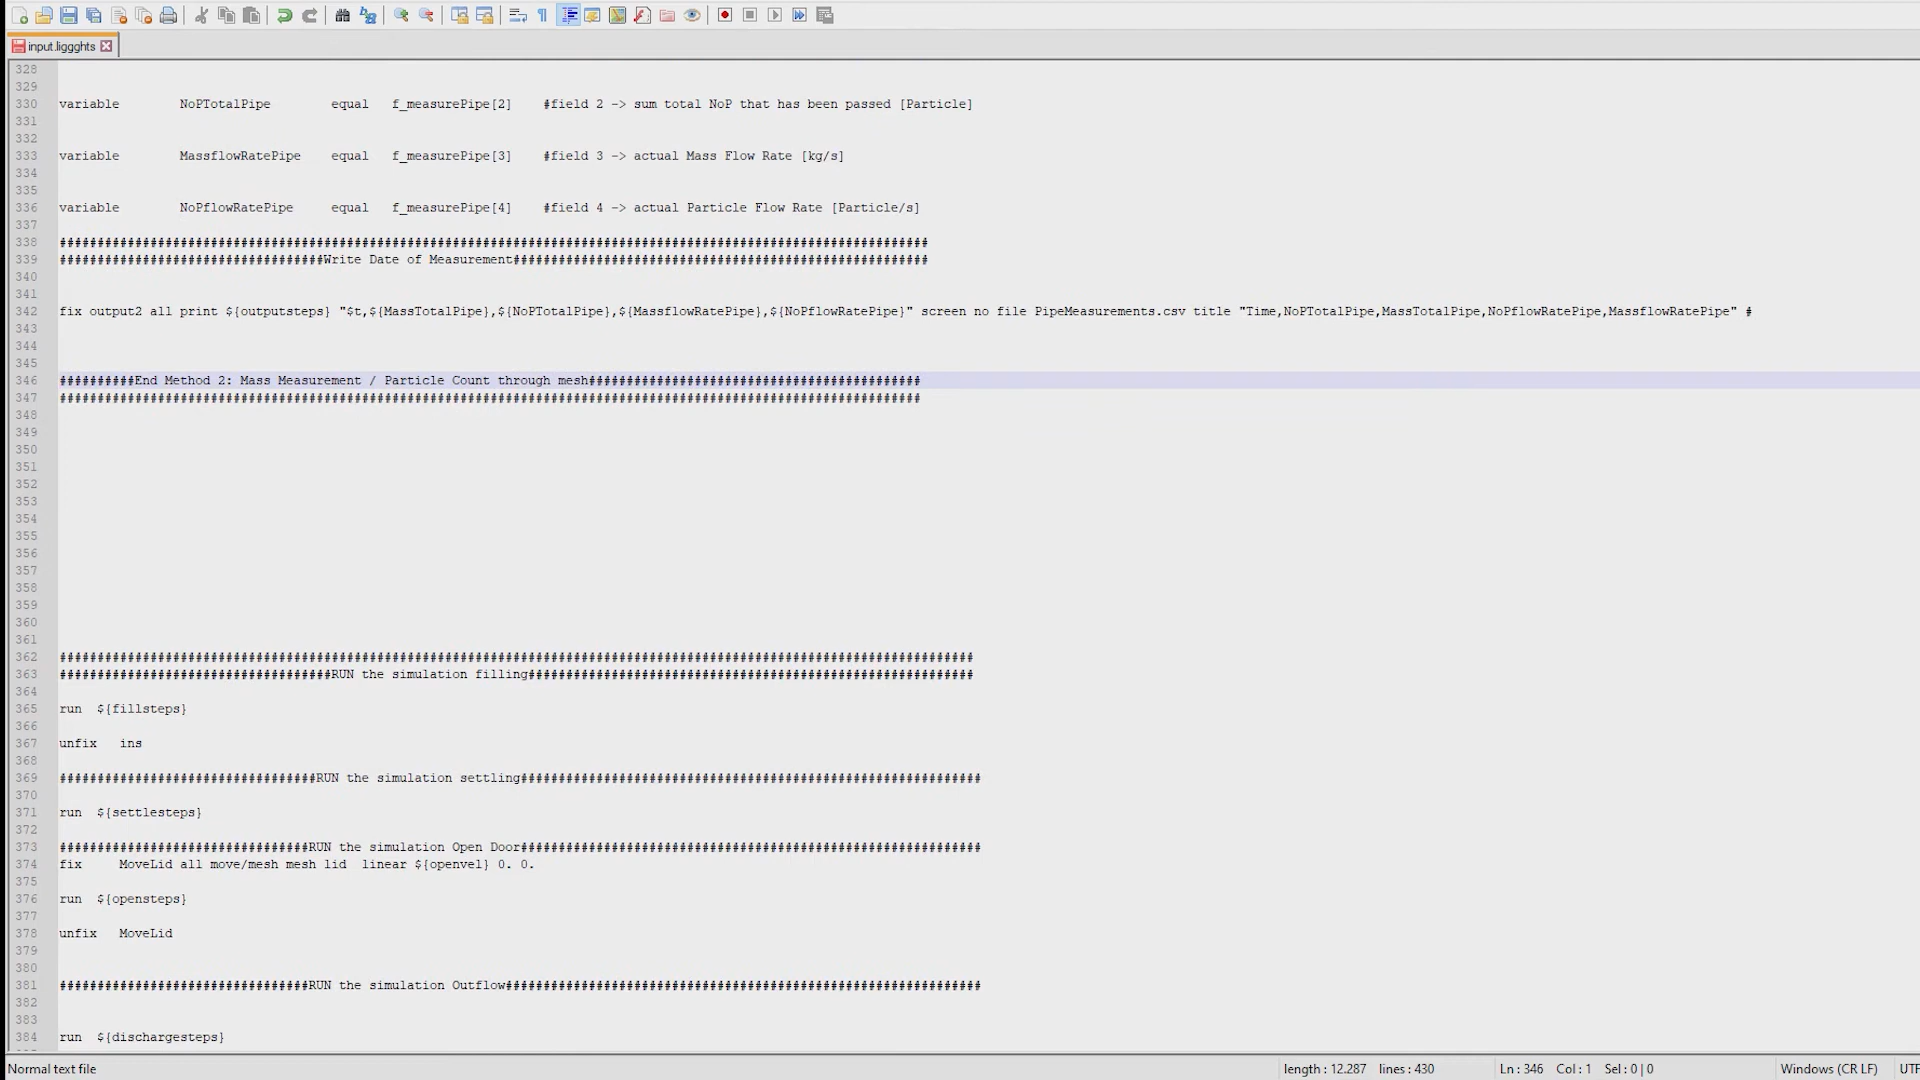 input.liggghts
328
329
330 variable NoPTotalPipe equal f_measurePipe[2] #field 2 -> sum total NoP that has been passed [Particle]
331
332
333 variable MassflowRatePipe equal f_measurePipe[3] #field 3 -> actual Mass Flow Rate [kg/s]
334
335
336 variable NoPflowRatePipe equal f_measurePipe[4] #field 4 -> actual Particle Flow Rate [Particle/s]
337
338 ###################################################################################################################
339 ###################################Write Date of Measurement#######################################################
340
341
342 fix output2 all print ${outputsteps} "$t,${MassTotalPipe},${NoPTotalPipe},${MassflowRatePipe},${NoPflowRatePipe}" screen no file PipeMeasurements.csv title "Time,NoPTotalPipe,MassTotalPipe,NoPflowRatePipe,MassflowRatePipe" #
343
344
345
346 ##########End Method 2: Mass Measurement / Particle Count through mesh############################################
347 ##################################################################################################################
348
349
350
351
352
353
354
355
356
357
358
359
360
361
362 #########################################################################################################################
363 ####################################RUN the simulation filling###########################################################
364
365 run ${fillsteps}
366
367 unfix ins
368
369 ##################################RUN the simulation settling#############################################################
370
371 run ${settlesteps}
372
373 #################################RUN the simulation Open Door#############################################################
374 fix MoveLid all move/mesh mesh lid linear ${openvel} 0. 0.
375
376 run ${opensteps}
377
378 unfix MoveLid
379
380
381 #################################RUN the simulation Outflow###############################################################
382
383
384 run ${dischargesteps}
Normal text file length : 12.287 lines : 430 Ln : 346 Col : 1 Sel : 0 | 0 Windows (CR LF) UTF